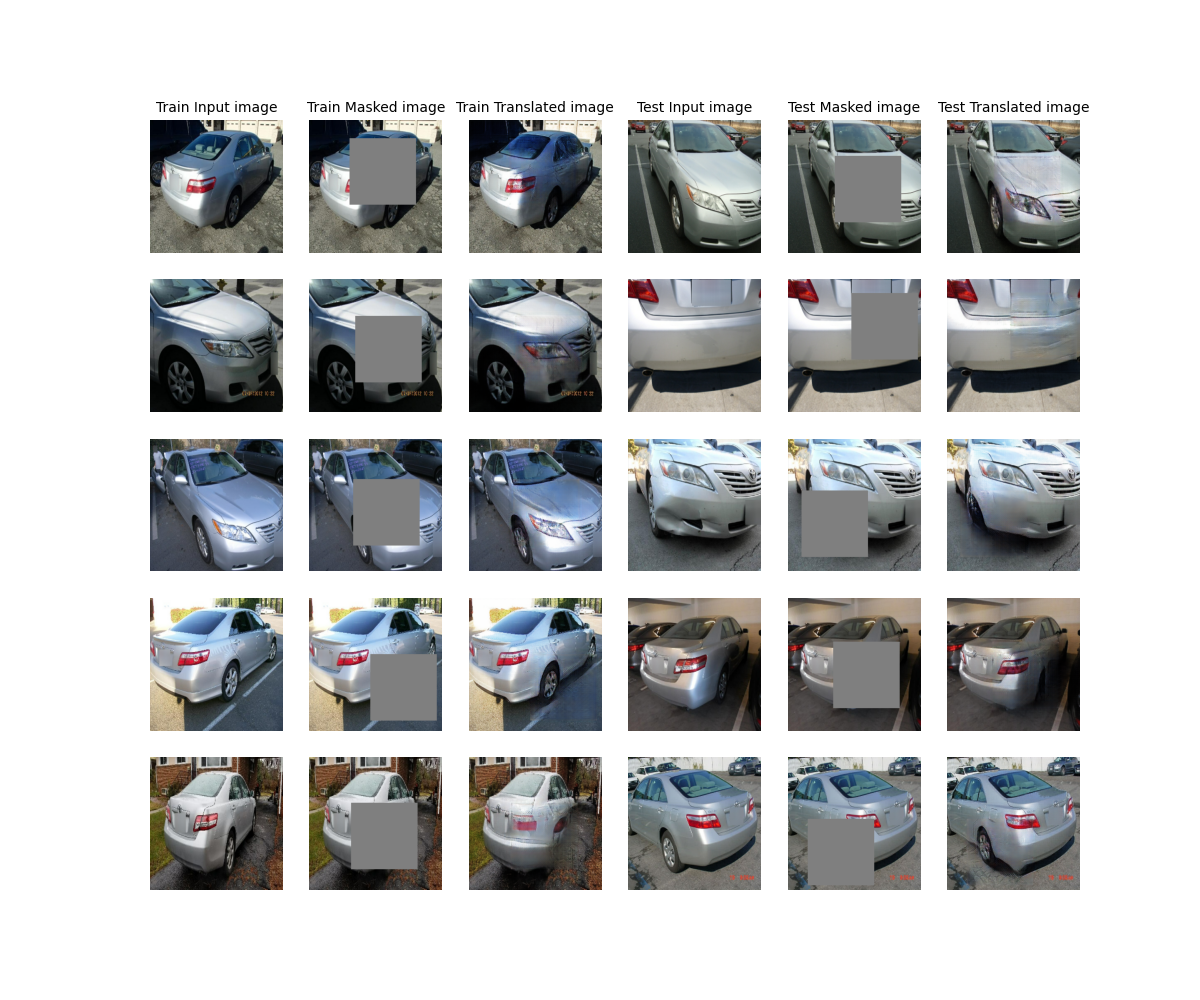 Train Input image
Train Masked image
Train Translated image
Test Input image
Test Masked image
Test Translated image